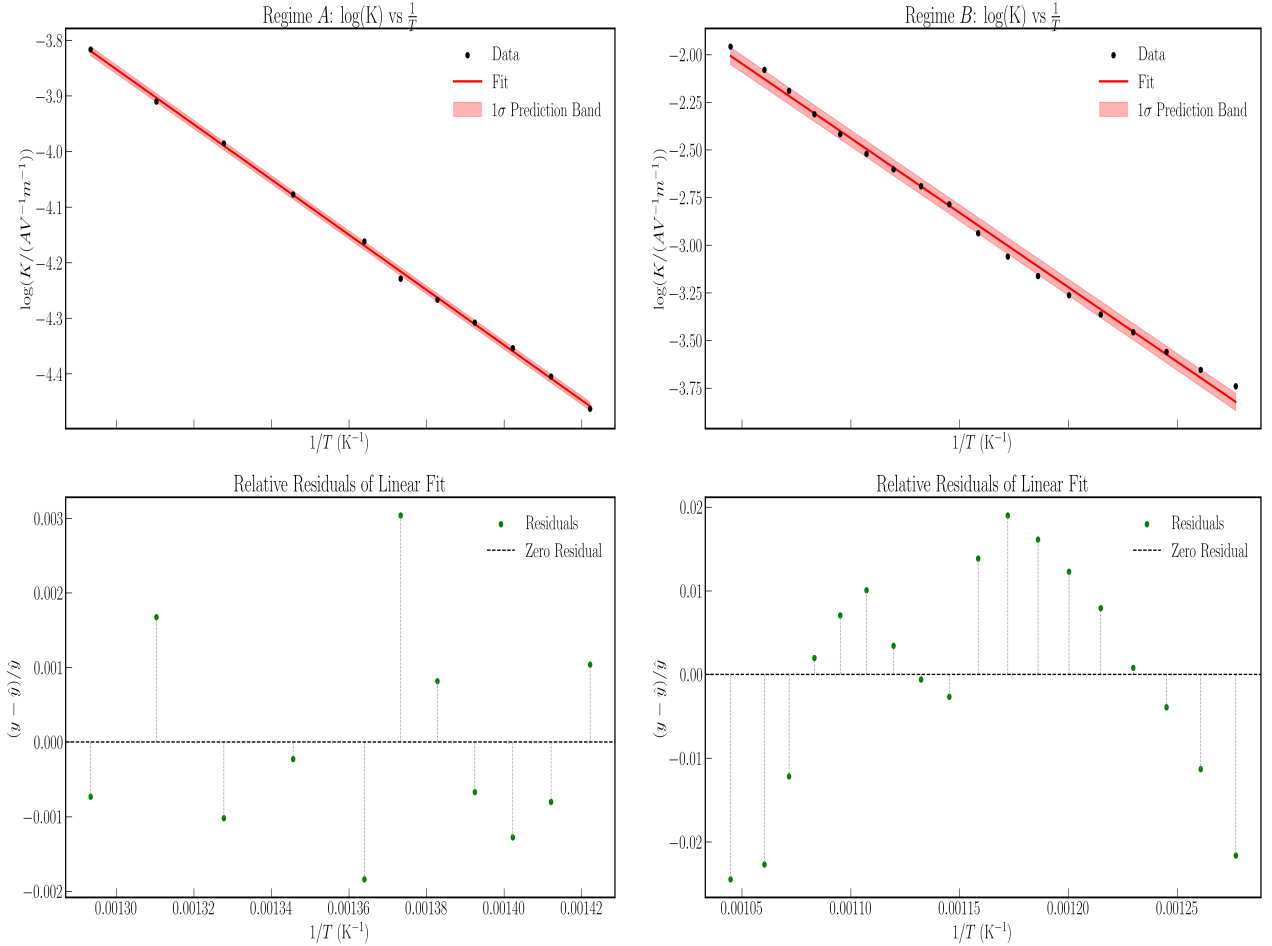 Regime A: log(K) vs 1/T
−3.8
−3.9
−4.0
−4.1
−4.2
−4.3
−4.4
log(K/(AV⁻¹m⁻¹))
Data
Fit
1σ Prediction Band
1/T (K⁻¹)
Regime B: log(K) vs 1/T
−2.00
−2.25
−2.50
−2.75
−3.00
−3.25
−3.50
−3.75
log(K/(AV⁻¹m⁻¹))
Data
Fit
1σ Prediction Band
1/T (K⁻¹)
Relative Residuals of Linear Fit
0.003
0.002
0.001
0.000
−0.001
−0.002
(y − ŷ)/ŷ
Residuals
Zero Residual
0.00130 0.00132 0.00134 0.00136 0.00138 0.00140 0.00142
1/T (K⁻¹)
Relative Residuals of Linear Fit
0.02
0.01
0.00
−0.01
−0.02
(y − ŷ)/ŷ
Residuals
Zero Residual
0.00105 0.00110 0.00115 0.00120 0.00125
1/T (K⁻¹)